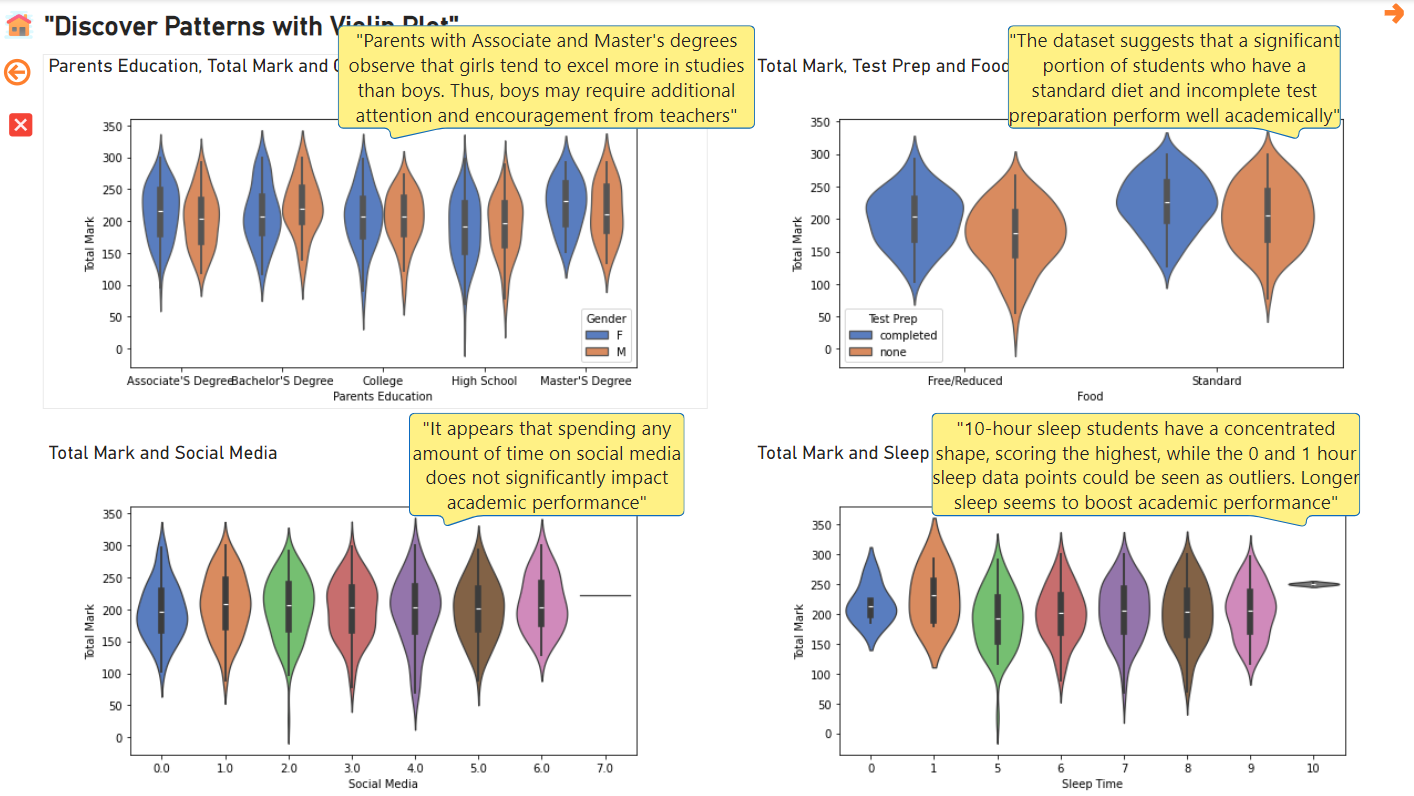 "Discover Patterns with Violin Plot"
"Parents with Associate and Master's degrees
observe that girls tend to excel more in studies
than boys. Thus, boys may require additional
attention and encouragement from teachers"
Parents Education, Total Mark and
350
300
250
200
150
100
50
0
Total Mark
Gender
F
M
Associate'S Degree
Bachelor'S Degree
College
High School
Master'S Degree
Parents Education
"The dataset suggests that a significant
portion of students who have a
standard diet and incomplete test
preparation perform well academically"
Total Mark, Test Prep and Food
350
300
250
200
150
100
50
0
Total Mark
Test Prep
completed
none
Free/Reduced
Standard
Food
"It appears that spending any
amount of time on social media
does not significantly impact
academic performance"
Total Mark and Social Media
350
300
250
200
150
100
50
0
Total Mark
0.0 1.0 2.0 3.0 4.0 5.0 6.0 7.0
Social Media
"10-hour sleep students have a concentrated
shape, scoring the highest, while the 0 and 1 hour
sleep data points could be seen as outliers. Longer
sleep seems to boost academic performance"
Total Mark and Sleep
350
300
250
200
150
100
50
0
Total Mark
0 1 5 6 7 8 9 10
Sleep Time